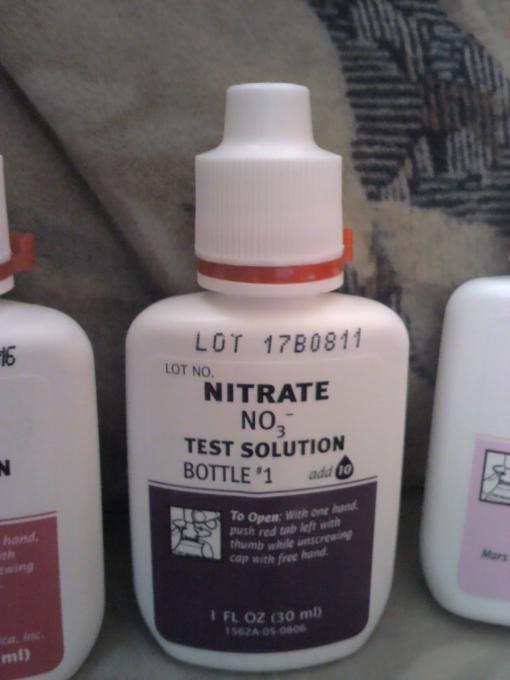 LOT 17B0811
LOT NO.
NITRATE
NO3-
TEST SOLUTION
BOTTLE #1 add 10
To Open: With one hand,
push red tab left with
thumb while unscrewing
cap with free hand.
1 FL OZ (30 ml)
1562A-05-0806
N
hand,
ith
ewing
ica, Inc.
ml)
Mars